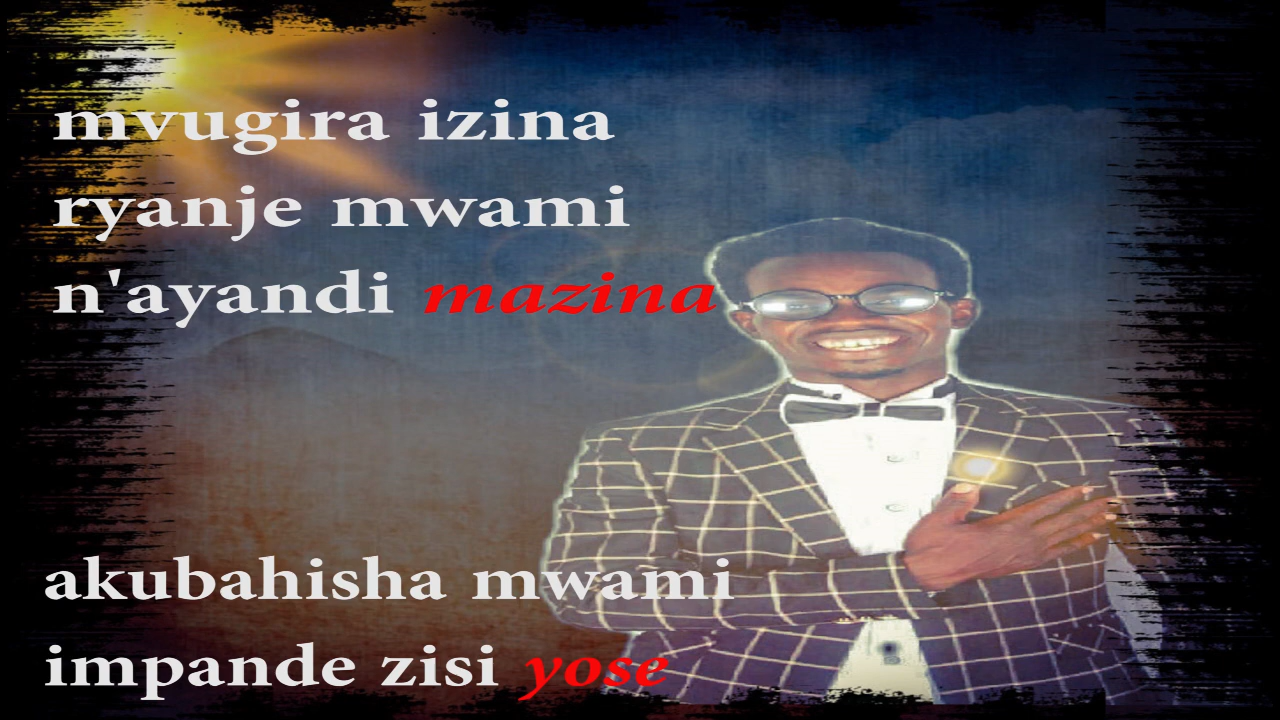 mvugira izina
ryanje mwami
n'ayandi mazina
akubahisha mwami
impande zisi yose